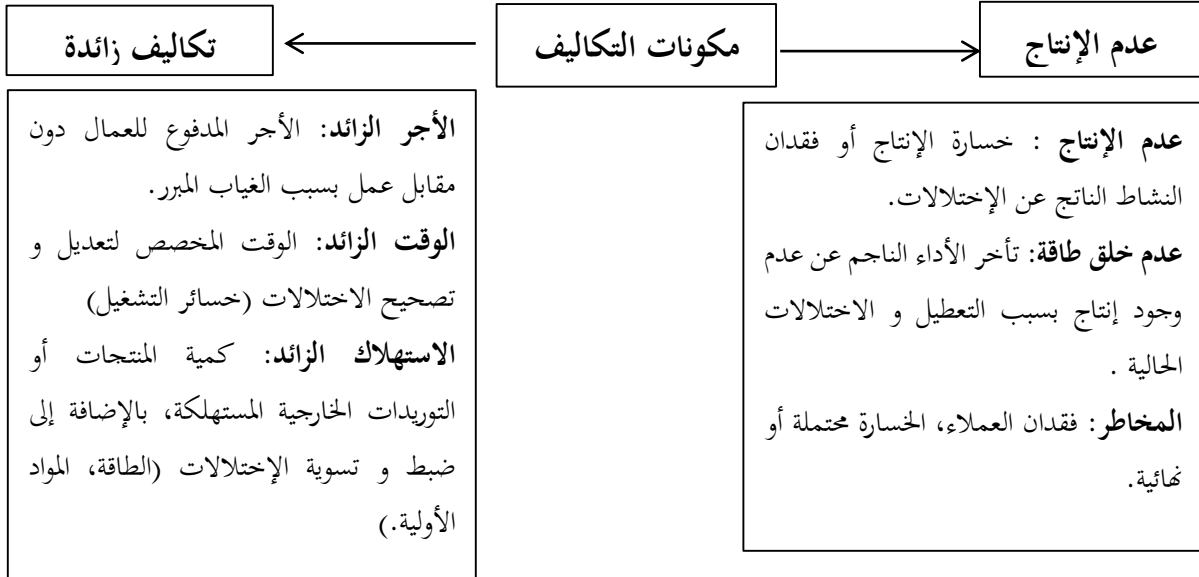 عدم الإنتاج
مكونات التكاليف
تكاليف زائدة
عدم الإنتاج : خسارة الإنتاج أو فقدان
النشاط الناتج عن الإختلالات.
عدم خلق طاقة: تأخر الأداء الناجم عن عدم
وجود إنتاج بسبب التعطيل و الاختلالات
الحالية .
المخاطر: فقدان العملاء، الخسارة محتملة أو
نهائية.
الأجر الزائد: الأجر المدفوع للعمال دون
مقابل عمل بسبب الغياب المبرر.
الوقت الزائد: الوقت المخصص لتعديل و
تصحيح الاختلالات (خسائر التشغيل)
الاستهلاك الزائد: كمية المنتجات أو
التوريدات الخارجية المستهلكة، بالإضافة إلى
ضبط و تسوية الإختلالات (الطاقة، المواد
الأولية.)